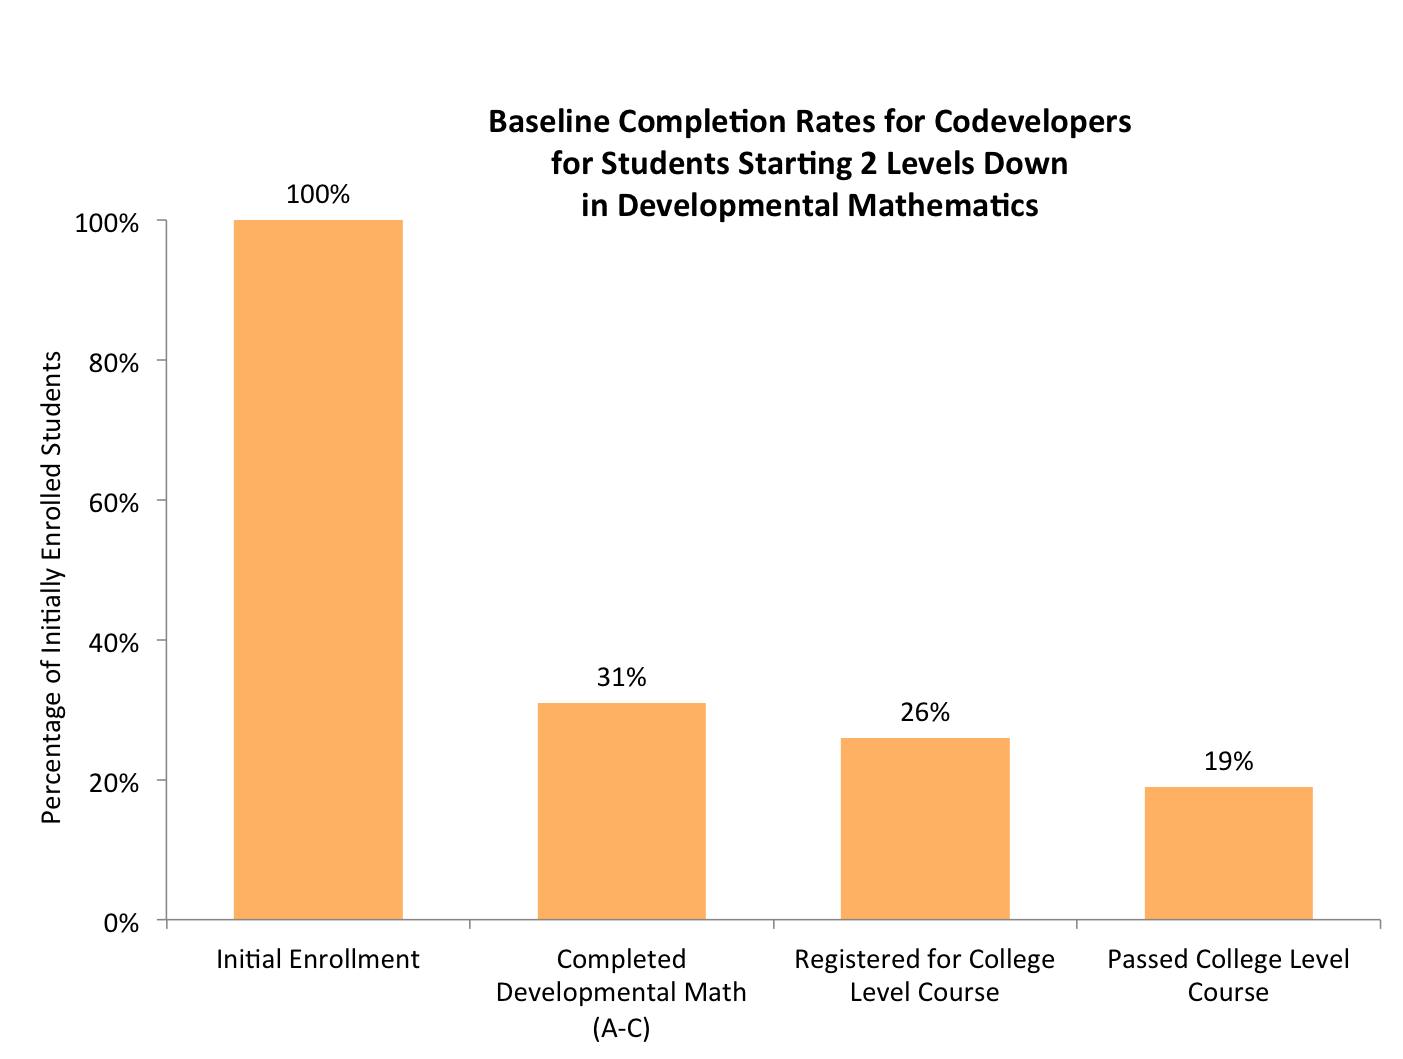 Baseline Completion Rates for Codevelopers
for Students Starting 2 Levels Down
in Developmental Mathematics
Percentage of Initially Enrolled Students
100%
80%
60%
40%
20%
0%
100%
31%
26%
19%
Initial Enrollment
Completed
Developmental Math
(A-C)
Registered for College
Level Course
Passed College Level
Course